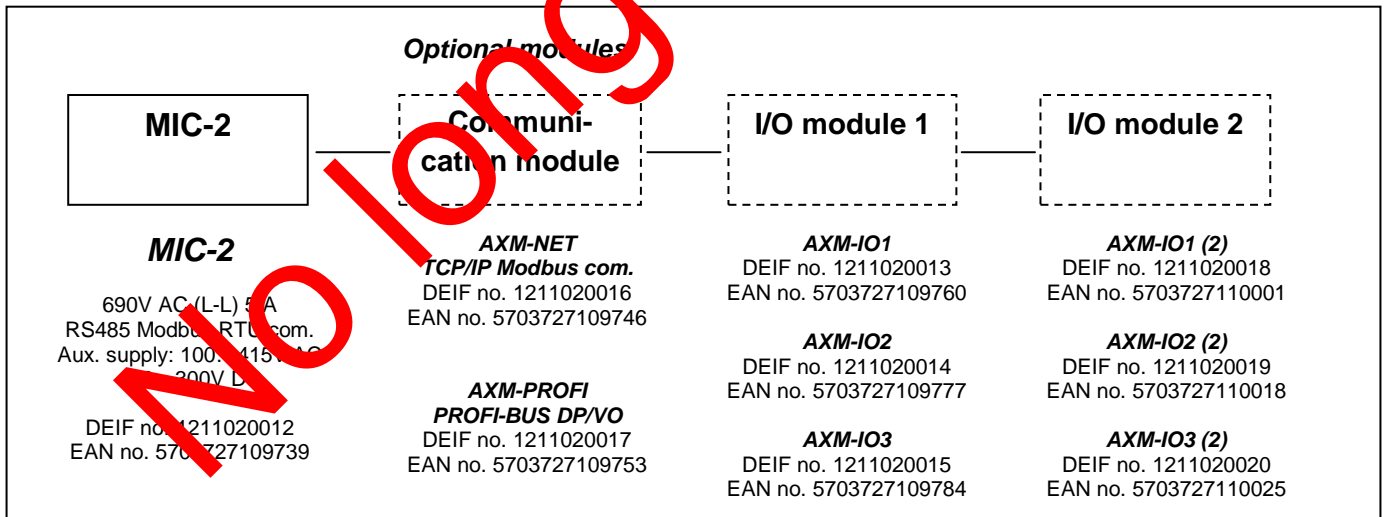 Optional modules
MIC-2
Communi-
cation module
I/O module 1
I/O module 2
MIC-2
690V AC (L-L) 5 A
RS485 Modbus RTU com.
Aux. supply: 100
415V AC
300V D
DEIF no. 1211020012
EAN no. 5703727109739
AXM-NET
TCP/IP Modbus com.
DEIF no. 1211020016
EAN no. 5703727109746
AXM-PROFI
PROFI-BUS DP/VO
DEIF no. 1211020017
EAN no. 5703727109753
AXM-IO1
DEIF no. 1211020013
EAN no. 5703727109760
AXM-IO2
DEIF no. 1211020014
EAN no. 5703727109777
AXM-IO3
DEIF no. 1211020015
EAN no. 5703727109784
AXM-IO1 (2)
DEIF no. 1211020018
EAN no. 5703727110001
AXM-IO2 (2)
DEIF no. 1211020019
EAN no. 5703727110018
AXM-IO3 (2)
DEIF no. 1211020020
EAN no. 5703727110025
No long